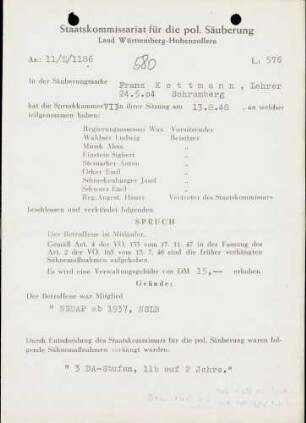 Staatskommissariat für die pol. Säuberung
Land Württemberg-Hohenzollern
Az: 11/S/1186
580
L: 576
In der Säuberungssache Franz Kottmann, Lehrer
24.5.04 Schramberg
hat die Spruchkammer VII in ihrer Sitzung am 13.8.48 , an welcher
teilgenommen haben:
Regierungsassessor Wax Vorsitzender
Ludwig Beisitzer
Alois „
Einstein Sigbert „
Steinacher Anton „
Emil „
Schreckenburger Josef „
Schwarz Emil „
Reg.Angest. Vertreter des Staatskommissars
beschlossen und verkündet folgenden
SPRUCH
Der Betroffene ist Mitläufer.
Gemäß Art. 4 der VO. 133 vom 17. 11. 47 in der Fassung des
Art. 2 der VO. 165 vom 13. 7. 48 sind die früher verhängten
Sühnemaßnahmen aufgehoben.
Es wird eine Verwaltungsgebühr von DM 15,-- erhoben.
Gründe:
Der Betroffene war Mitglied
" NSDAP ab 1937, NSLB
Durch Entscheidung des Staatskommissars für die pol. Säuberung waren fol-
gende Sühnemaßnahmen verhängt worden:
" 3 DA-Stufen, 11b auf 2 Jahre."